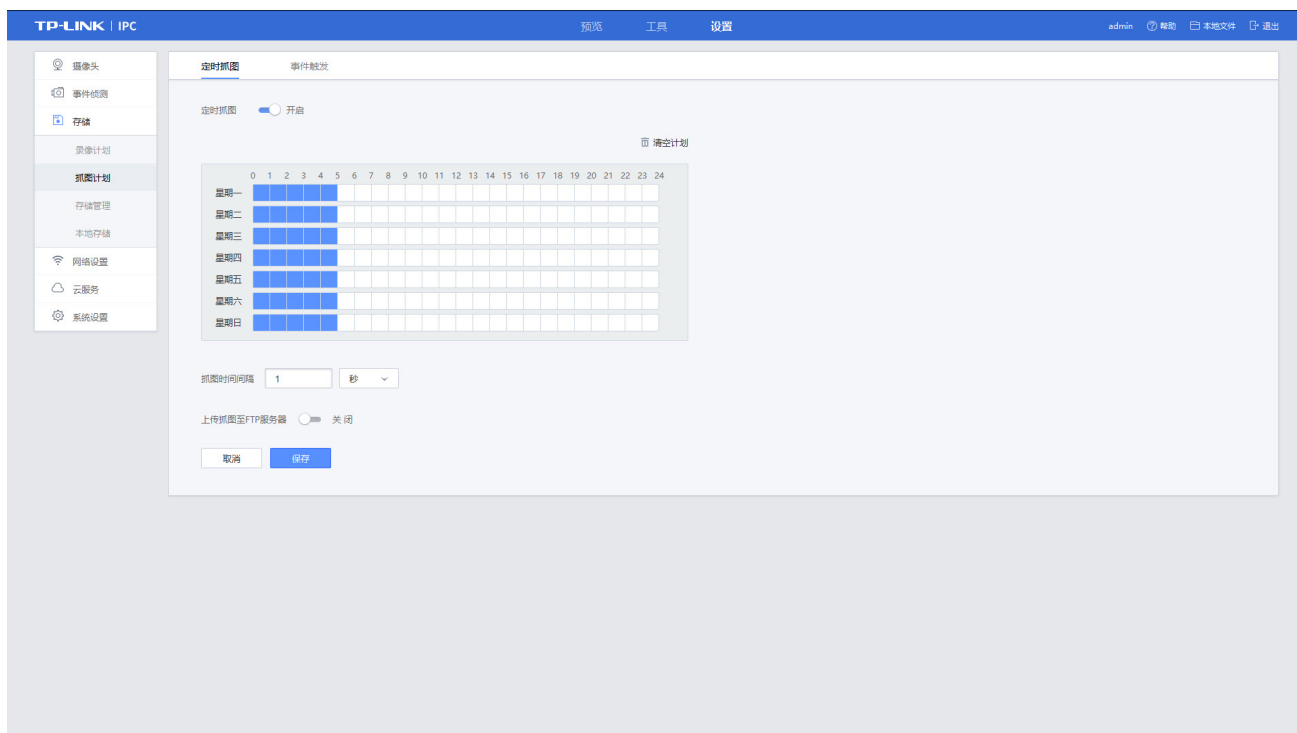 TP-LINK | IPC 预览 工具 设置 admin 帮助 本地文件 退出
摄像头
事件侦测
存储
录像计划
抓图计划
存储管理
本地存储
网络设置
云服务
系统设置
定时抓图 事件触发
定时抓图 开启
清空计划
0 1 2 3 4 5 6 7 8 9 10 11 12 13 14 15 16 17 18 19 20 21 22 23 24
星期一
星期二
星期三
星期四
星期五
星期六
星期日
抓图时间间隔 1 秒
上传抓图至FTP服务器 关 闭
取消 保存